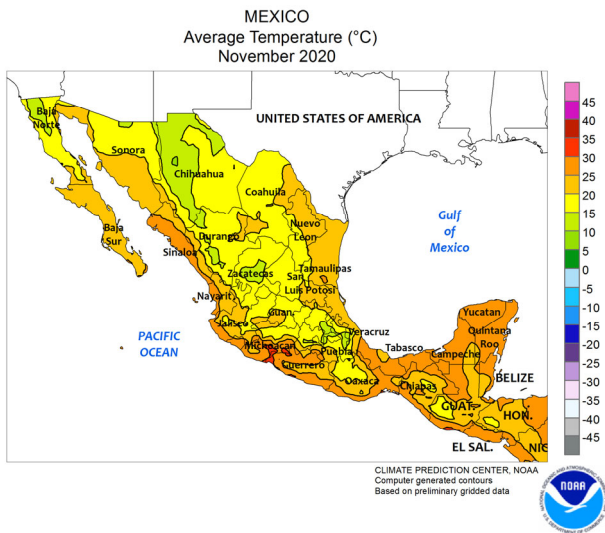 MEXICO
Average Temperature (°C)
November 2020
UNITED STATES OF AMERICA
Baja
Norte
Sonora
Chihuahua
Coahuila
Baja
Sur
Sinaloa
Durango
Nuevo
Leon
Zacatecas
Tamaulipas
San
Luis Potosi
Nayarit
Jalisco
Guan.
Michoacan
Puebla
Veracruz
Guerrero
Oaxaca
Tabasco
Chiapas
Campeche
Yucatan
Quintana
Roo
Gulf
of
Mexico
PACIFIC
OCEAN
BELIZE
GUAT.
HON.
EL SAL.
NIC
45
40
35
30
25
20
15
10
5
0
-5
-10
-15
-20
-25
-30
-35
-40
-45
CLIMATE PREDICTION CENTER, NOAA
Computer generated contours
Based on preliminary gridded data
NOAA